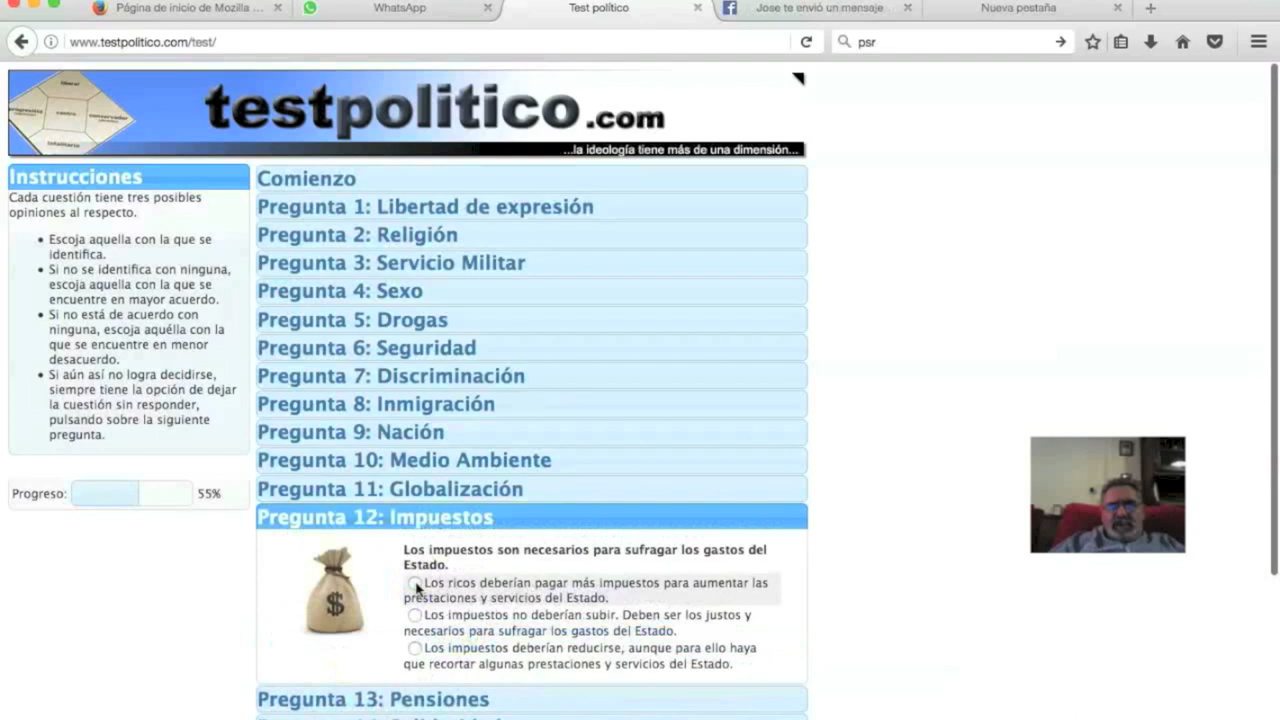 Página de inicio de Mozilla ...
WhatsApp
Test político
Jose te envió un mensaje
Nueva pestaña
www.testpolitico.com/test/
psr
liberal
centro
testpolitico.com
...la ideología tiene más de una dimensión...
Instrucciones
Cada cuestión tiene tres posibles
opiniones al respecto.
Escoja aquella con la que se
identifica.
Si no se identifica con ninguna,
escoja aquella con la que se
encuentre en mayor acuerdo.
Si no está de acuerdo con
ninguna, escoja aquélla con la
que se encuentre en menor
desacuerdo.
Si aún así no logra decidirse,
siempre tiene la opción de dejar
la cuestión sin responder,
pulsando sobre la siguiente
pregunta.
Progreso: 55%
Comienzo
Pregunta 1: Libertad de expresión
Pregunta 2: Religión
Pregunta 3: Servicio Militar
Pregunta 4: Sexo
Pregunta 5: Drogas
Pregunta 6: Seguridad
Pregunta 7: Discriminación
Pregunta 8: Inmigración
Pregunta 9: Nación
Pregunta 10: Medio Ambiente
Pregunta 11: Globalización
Pregunta 12: Impuestos
$
Los impuestos son necesarios para sufragar los gastos del
Estado.
Los ricos deberían pagar más impuestos para aumentar las
prestaciones y servicios del Estado.
Los impuestos no deberían subir. Deben ser los justos y
necesarios para sufragar los gastos del Estado.
Los impuestos deberían reducirse, aunque para ello haya
que recortar algunas prestaciones y servicios del Estado.
Pregunta 13: Pensiones